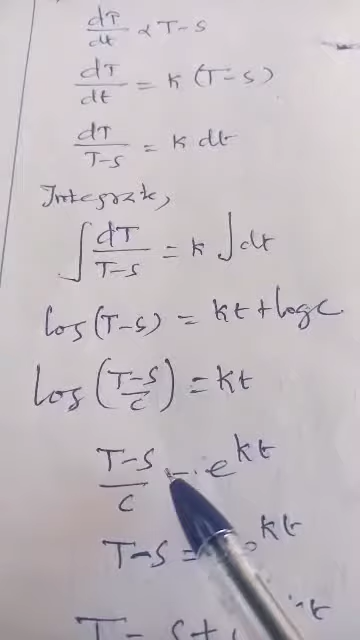 dT/dt ∝ T-S
dT/dt = k (T-S)
dT/T-S = k dt
Integrate,
∫ dT/T-S = k ∫ dt
log(T-S) = kt + log c
log (T-S/c) = kt
T-S/c = e^kt
T-S = e^kt
T = S+